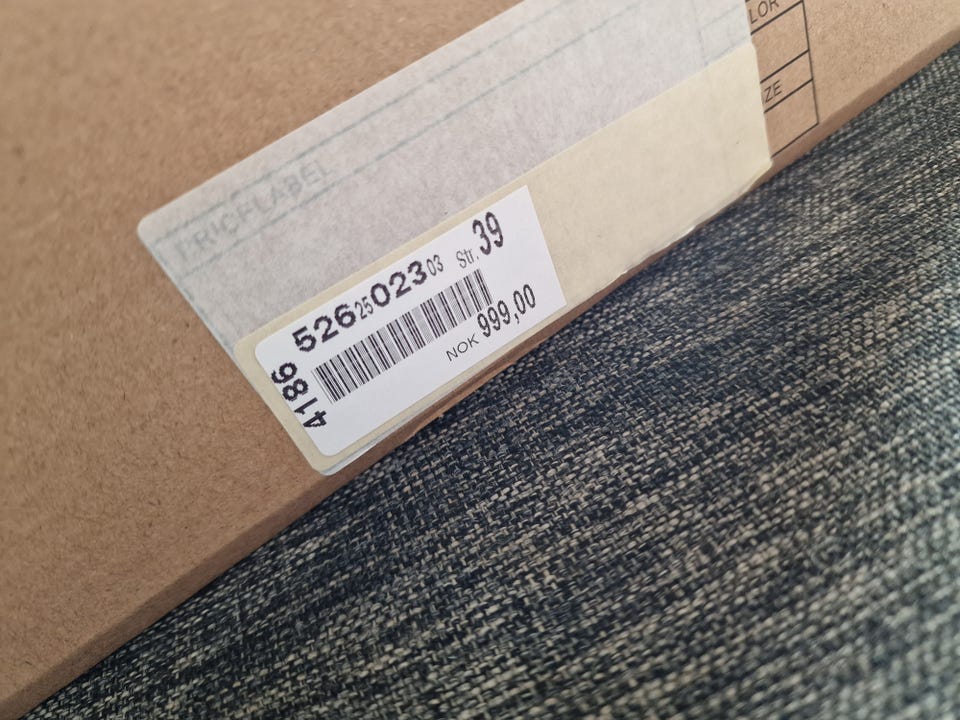 PRICELABEL
LOR
ZE
526 25 023 03 Str. 39
NOK 999,00
4186